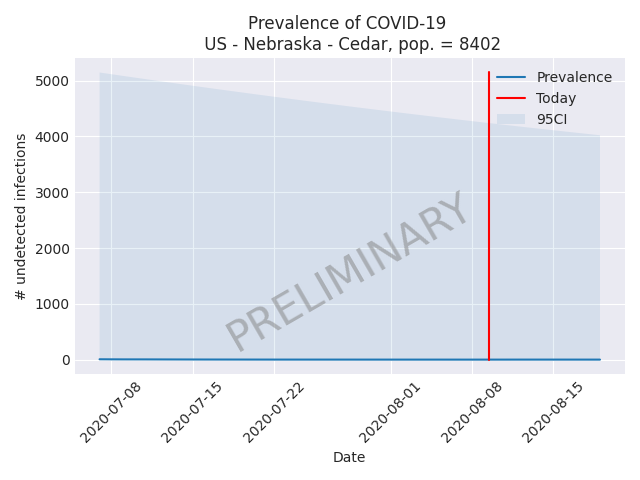 Prevalence of COVID-19
US - Nebraska - Cedar, pop. = 8402
Prevalence
Today
95CI
5000
4000
3000
2000
1000
0
# undetected infections
PRELIMINARY
2020-07-08
2020-07-15
2020-07-22
2020-08-01
2020-08-08
2020-08-15
Date